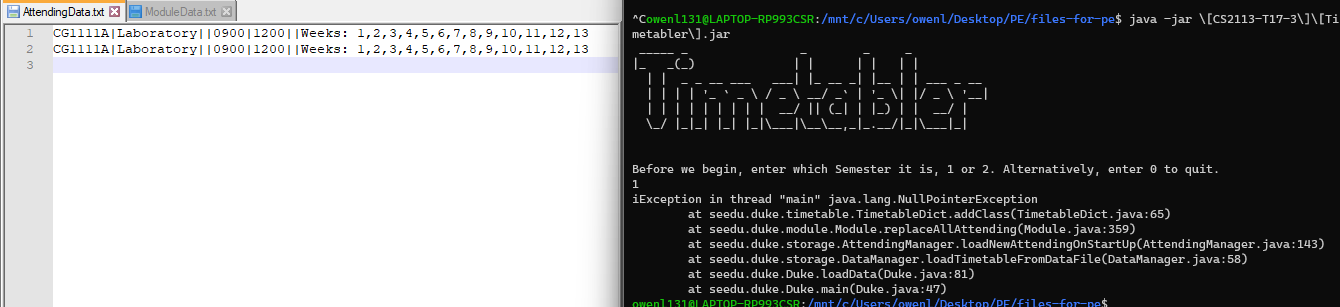 AttendingData.txt
ModuleData.txt
1 CG1111A|Laboratory||0900|1200||Weeks: 1,2,3,4,5,6,7,8,9,10,11,12,13
2 CG1111A|Laboratory||0900|1200||Weeks: 1,2,3,4,5,6,7,8,9,10,11,12,13
3
^Cowenl131@LAPTOP-RP993CSR:/mnt/c/Users/owenl/Desktop/PE/files-for-pe$ java -jar \[CS2113-T17-3\]\[Ti
metabler\].jar
Timetabler
Before we begin, enter which Semester it is, 1 or 2. Alternatively, enter 0 to quit.
1
iException in thread "main" java.lang.NullPointerException
at seedu.duke.timetable.TimetableDict.addClass(TimetableDict.java:65)
at seedu.duke.module.Module.replaceAllAttending(Module.java:359)
at seedu.duke.storage.AttendingManager.loadNewAttendingOnStartUp(AttendingManager.java:143)
at seedu.duke.storage.DataManager.loadTimetableFromDataFile(DataManager.java:58)
at seedu.duke.Duke.loadData(Duke.java:81)
at seedu.duke.Duke.main(Duke.java:47)
owenl131@LAPTOP-RP993CSR:/mnt/c/Users/owenl/Desktop/PE/files-for-pe$